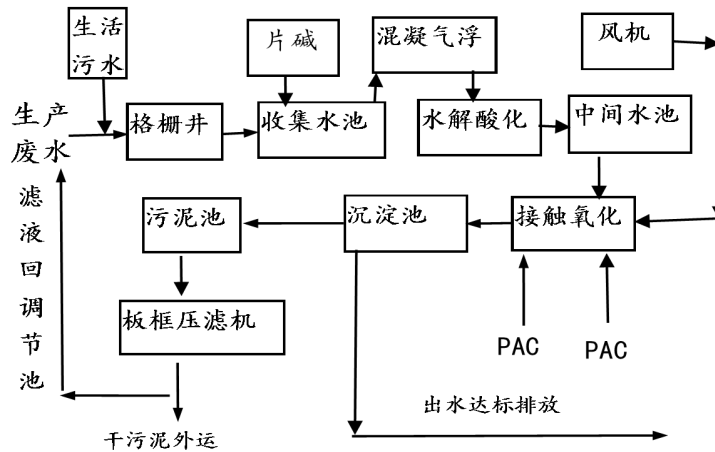 生活
污水
片碱
混凝气浮
风机
生产
废水
格栅井
收集水池
水解酸化
中间水池
滤液回调节池
污泥池
沉淀池
接触氧化
板框压滤机
PAC
PAC
出水达标排放
干污泥外运